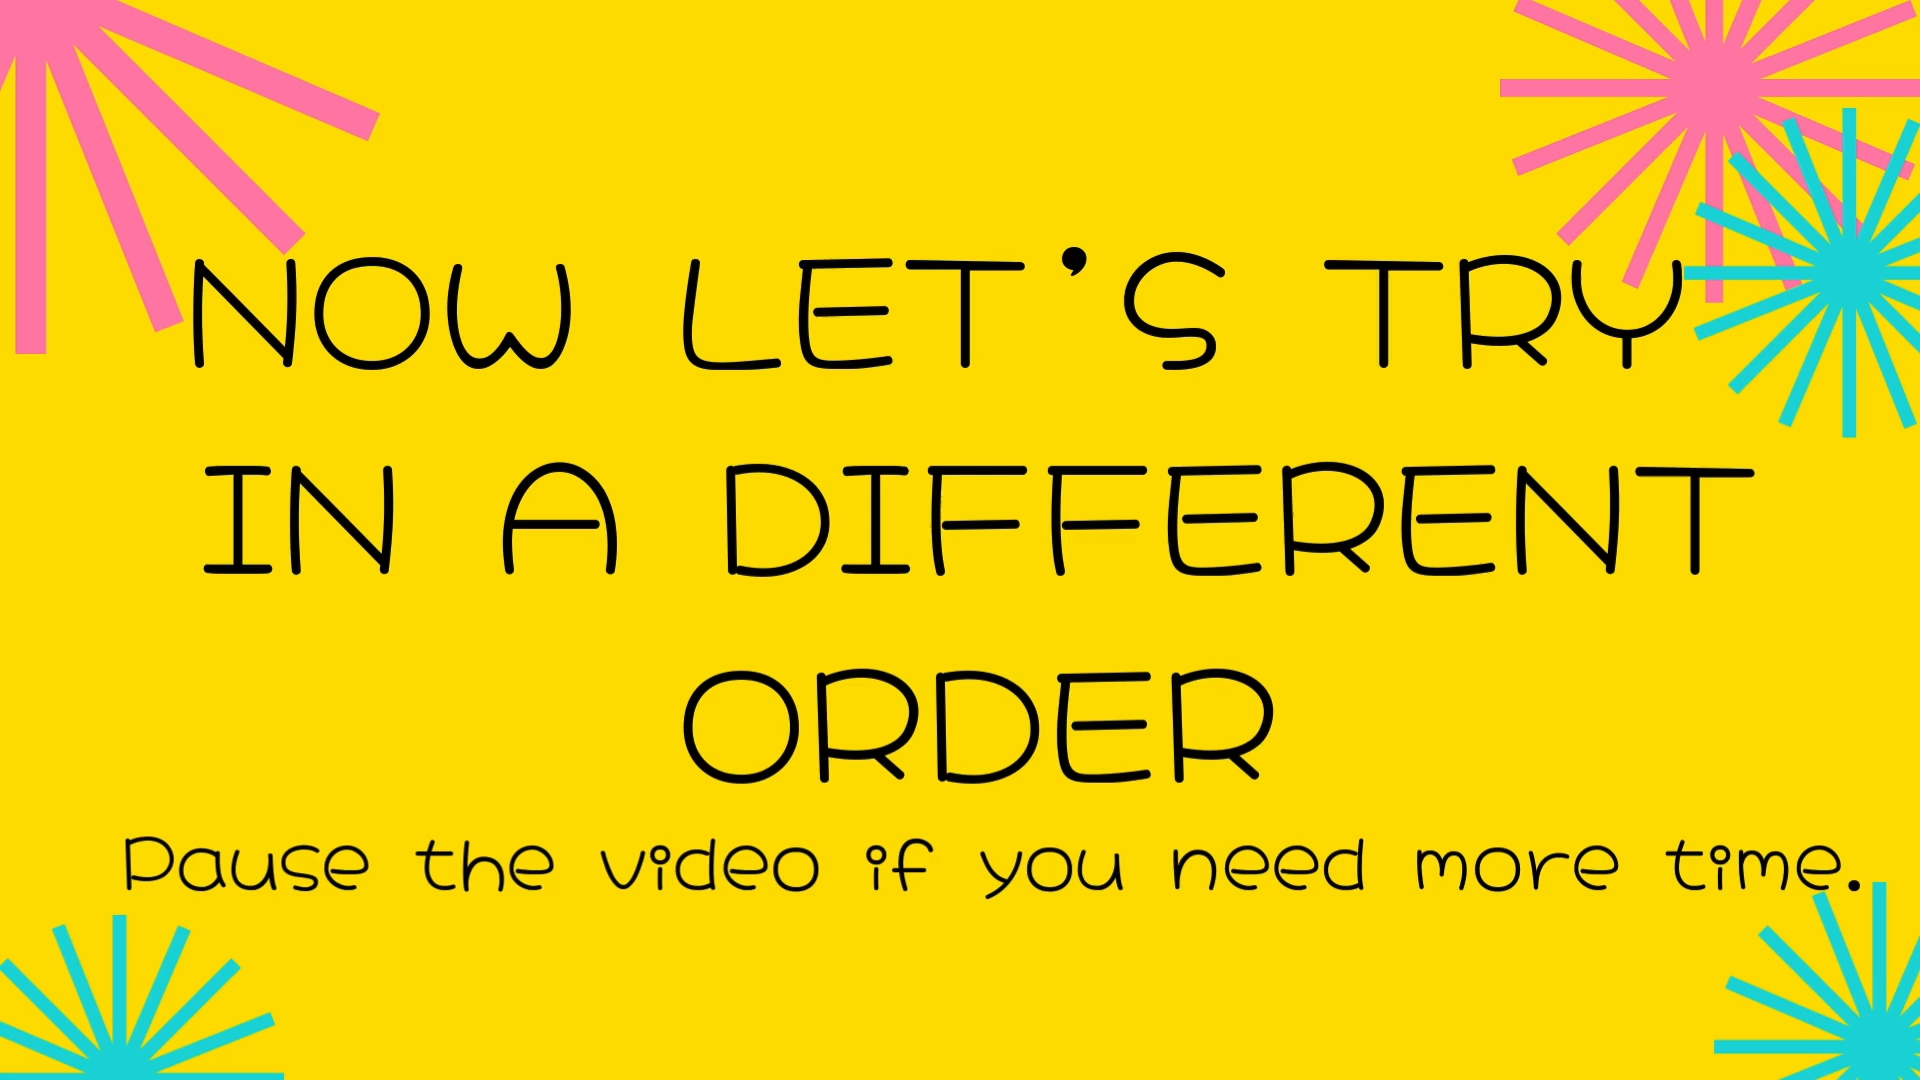 NOW LET'S TRY
IN A DIFFERENT
ORDER
Pause the video if you need more time.